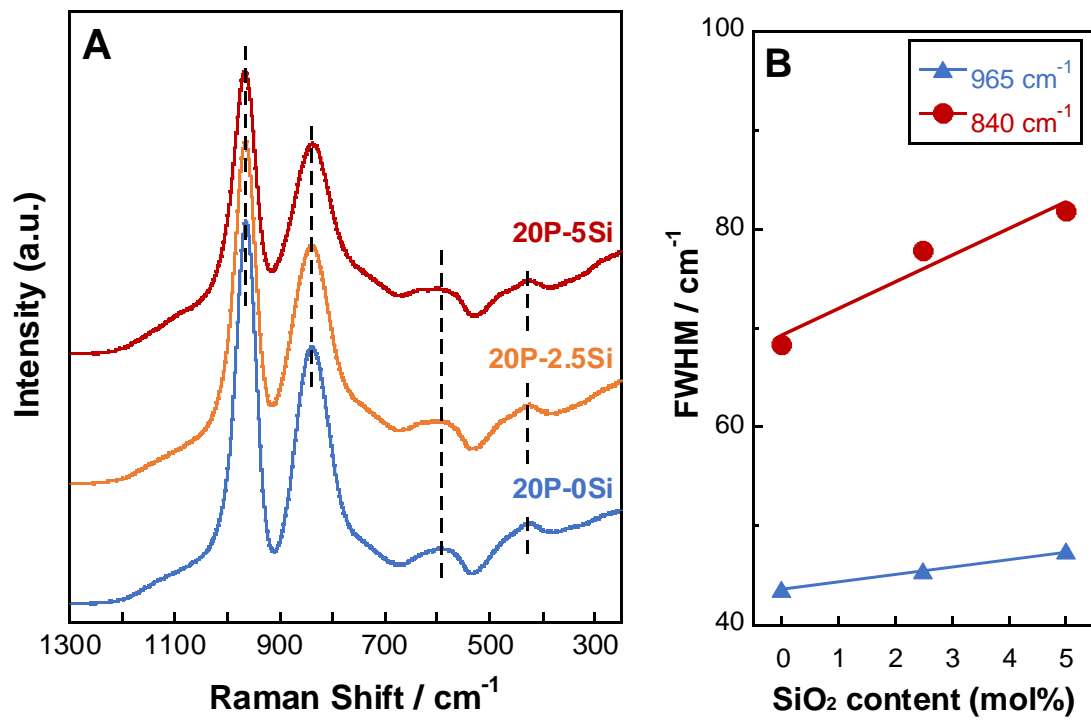 A
Intensity (a.u.)
20P-5Si
20P-2.5Si
20P-0Si
1300 1100 900 700 500 300
Raman Shift / cm⁻¹
B
965 cm⁻¹
840 cm⁻¹
FWHM / cm⁻¹
100
80
60
40
0 1 2 3 4 5
SiO₂ content (mol%)